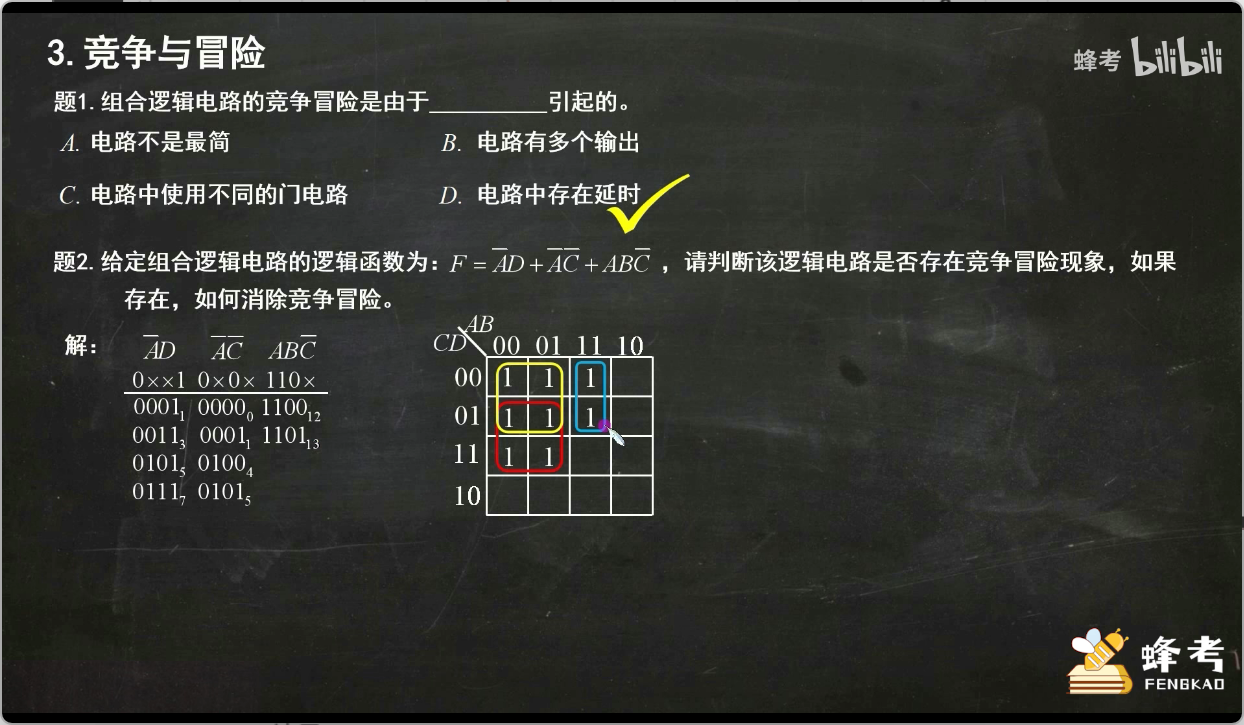 3.竞争与冒险
蜂考 bilibili
题1.组合逻辑电路的竞争冒险是由于__________引起的。
A. 电路不是最简 B. 电路有多个输出
C. 电路中使用不同的门电路 D. 电路中存在延时
题2.给定组合逻辑电路的逻辑函数为：F = A̅D + A̅C̅ + ABC̅ ，请判断该逻辑电路是否存在竞争冒险现象，如果
存在，如何消除竞争冒险。
解： A̅D A̅C̅ ABC̅
0××1 0×0× 110×
0001₁ 0000₀ 1100₁₂
0011₃ 0001₁ 1101₁₃
0101₅ 0100₄
0111₇ 0101₅
AB
CD 00 01 11 10
00 1 1 1
01 1 1 1
11 1 1
10
蜂考
FENGKAO